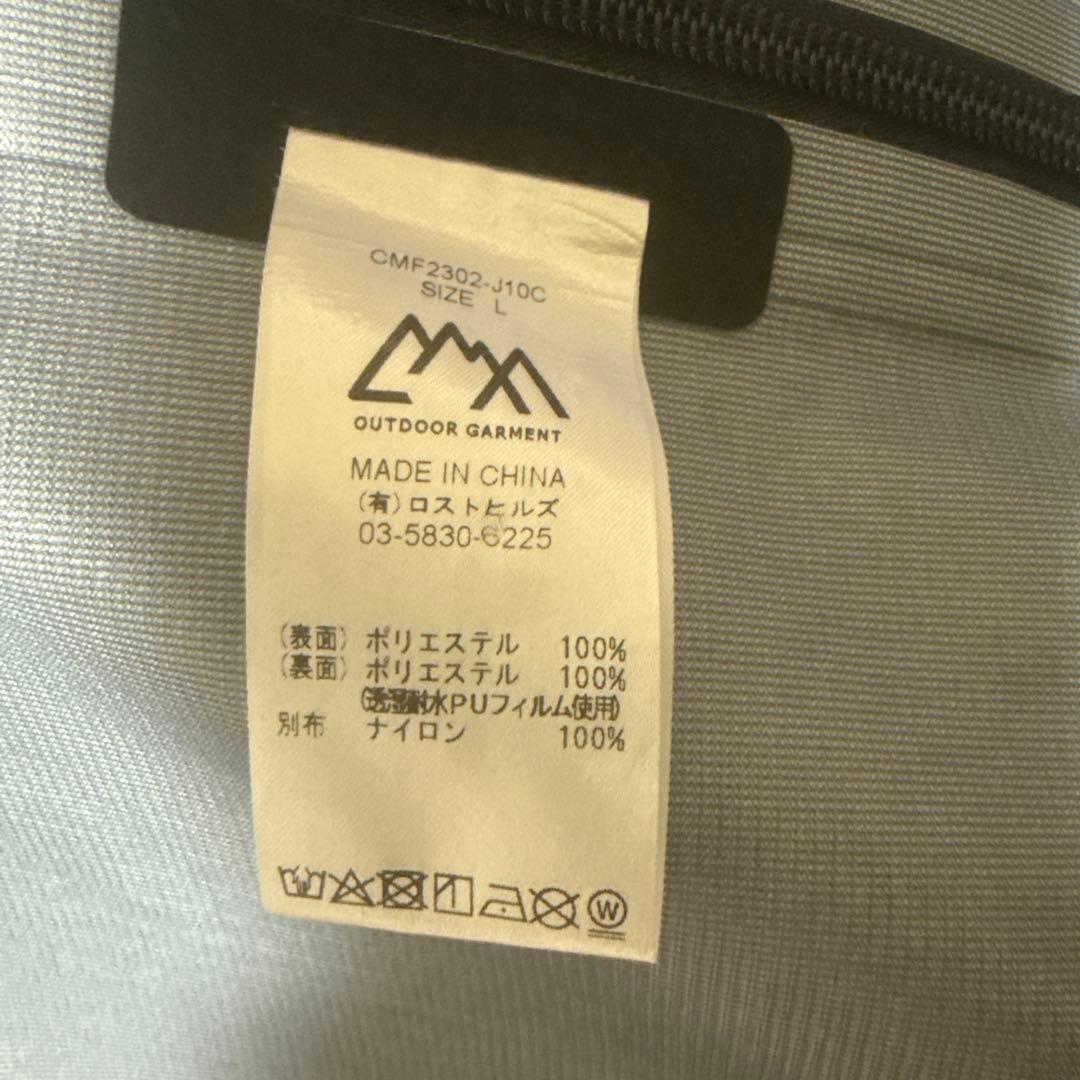 CMF2302-J10C
SIZE L
OUTDOOR GARMENT
MADE IN CHINA
(有)ロストヒルズ
03-5830-6225
(表面) ポリエステル 100%
(裏面) ポリエステル 100%
(透湿耐水PUフィルム使用)
別布 ナイロン 100%
W